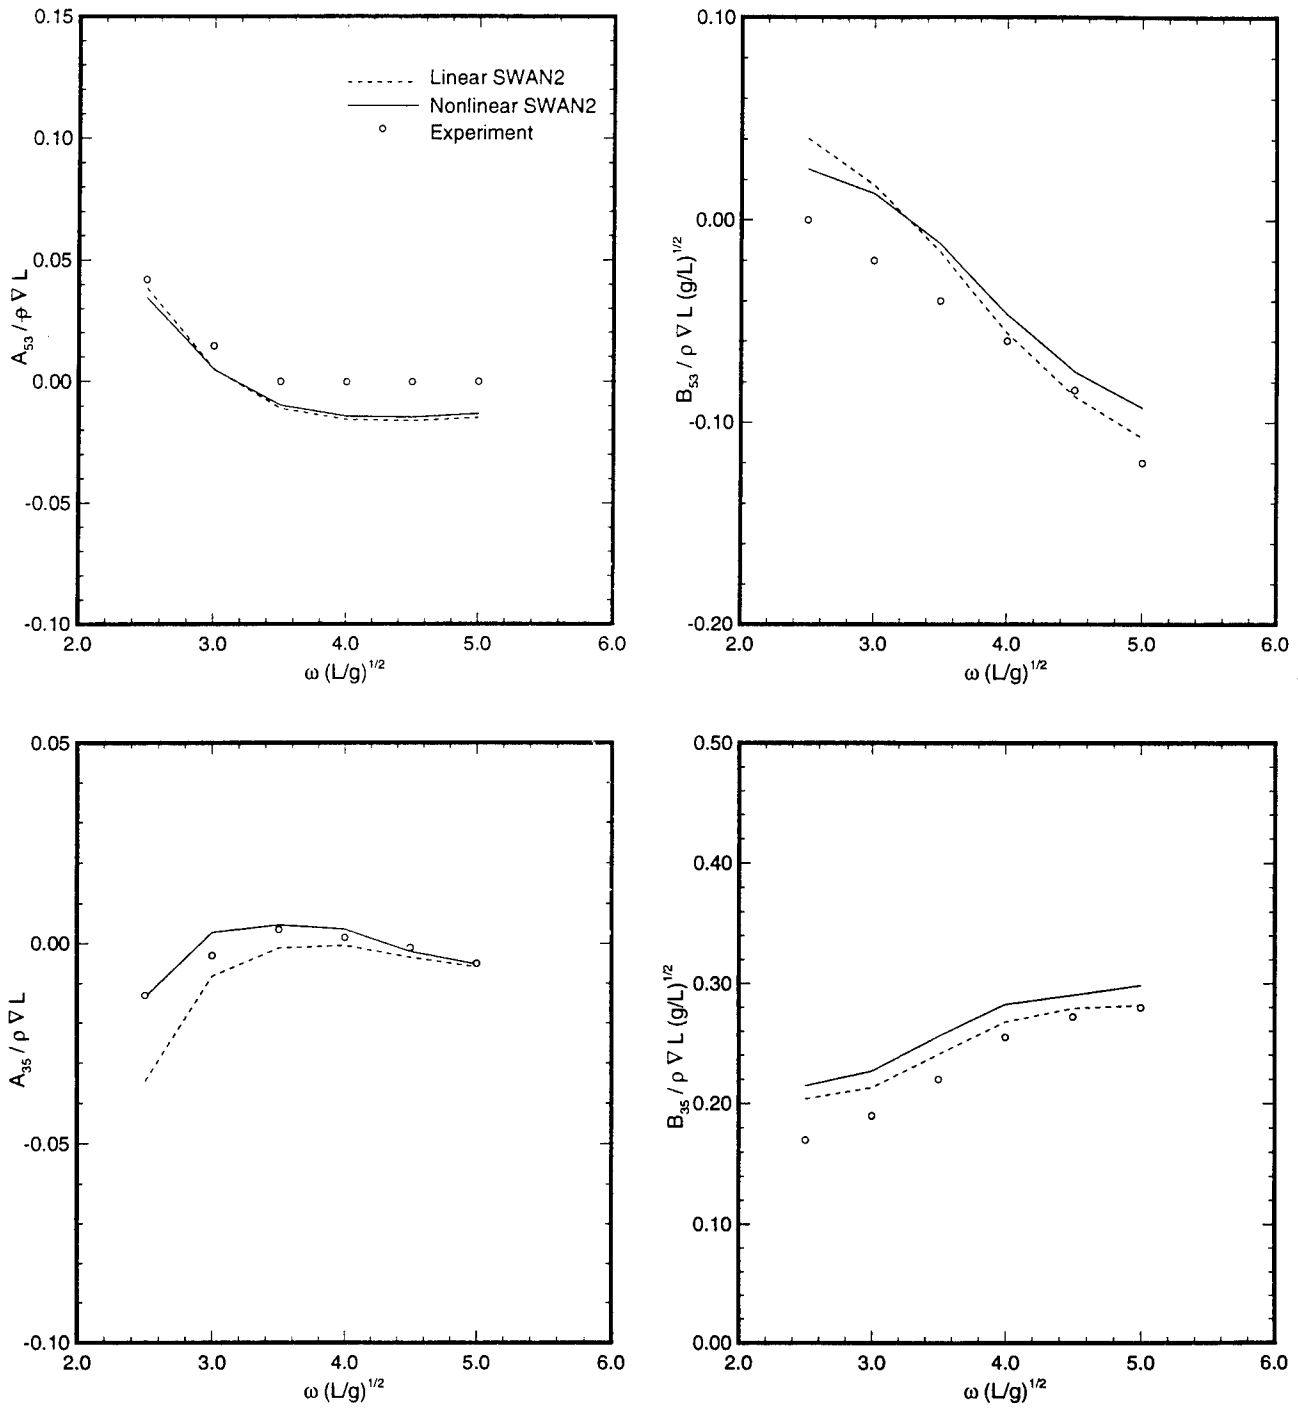 0.15
0.10
0.05
0.00
-0.05
-0.10
A53 / ρ ∇ L
Linear SWAN2
Nonlinear SWAN2
Experiment
2.0 3.0 4.0 5.0 6.0
ω (L/g)^1/2
0.10
0.00
-0.10
-0.20
B53 / ρ ∇ L (g/L)^1/2
2.0 3.0 4.0 5.0 6.0
ω (L/g)^1/2
0.05
0.00
-0.05
-0.10
A35 / ρ ∇ L
2.0 3.0 4.0 5.0 6.0
ω (L/g)^1/2
0.50
0.40
0.30
0.20
0.10
0.00
B35 / ρ ∇ L (g/L)^1/2
2.0 3.0 4.0 5.0 6.0
ω (L/g)^1/2